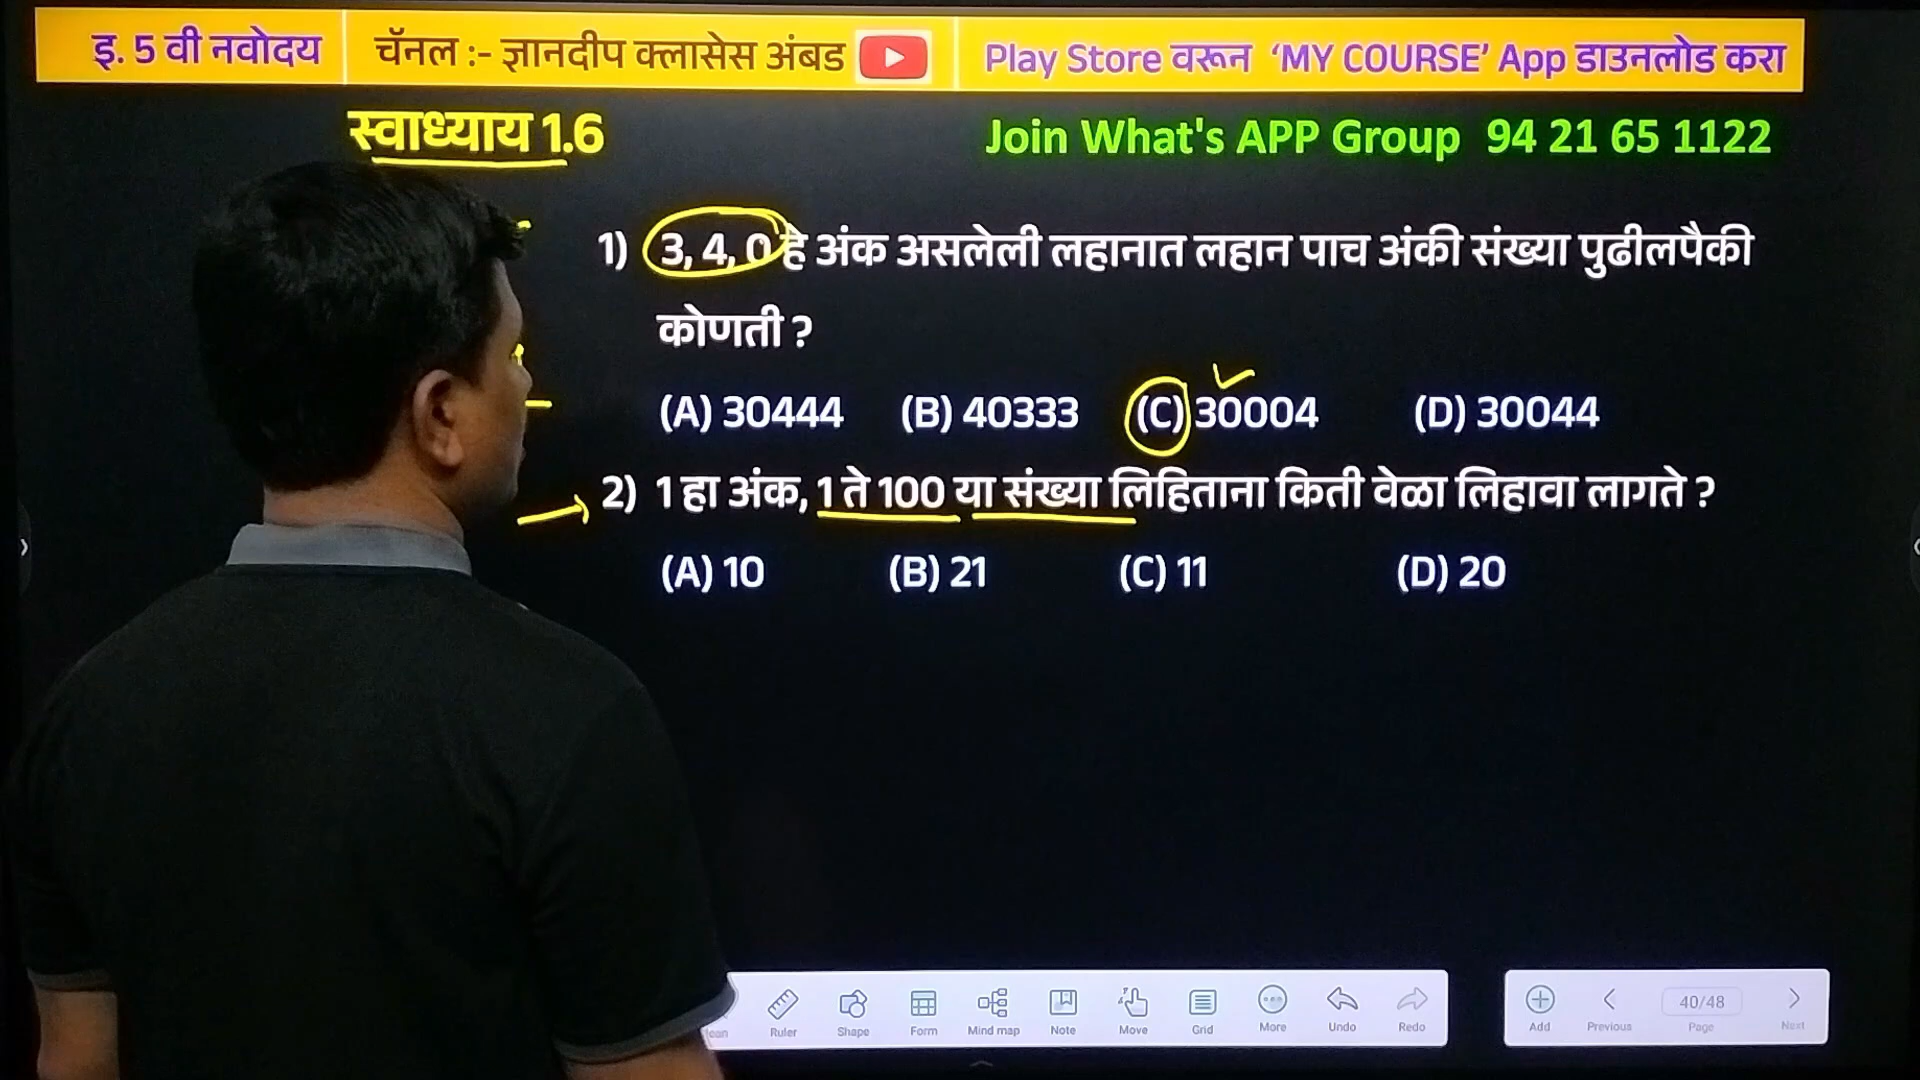 इ. 5 वी नवोदय
चॅनल :- ज्ञानदीप क्लासेस अंबड
Play Store वरून ‘MY COURSE’ App डाउनलोड करा
स्वाध्याय 1.6
Join What's APP Group 94 21 65 1122
1) 3, 4, 0 हे अंक असलेली लहानात लहान पाच अंकी संख्या पुढीलपैकी
कोणती ?
(A) 30444 (B) 40333 (C) 30004 (D) 30044
2) 1 हा अंक, 1 ते 100 या संख्या लिहिताना किती वेळा लिहावा लागते ?
(A) 10 (B) 21 (C) 11 (D) 20
Ruler Shape Form Mind map Note Move Grid More Undo Redo
40/48
Add Previous Page Next